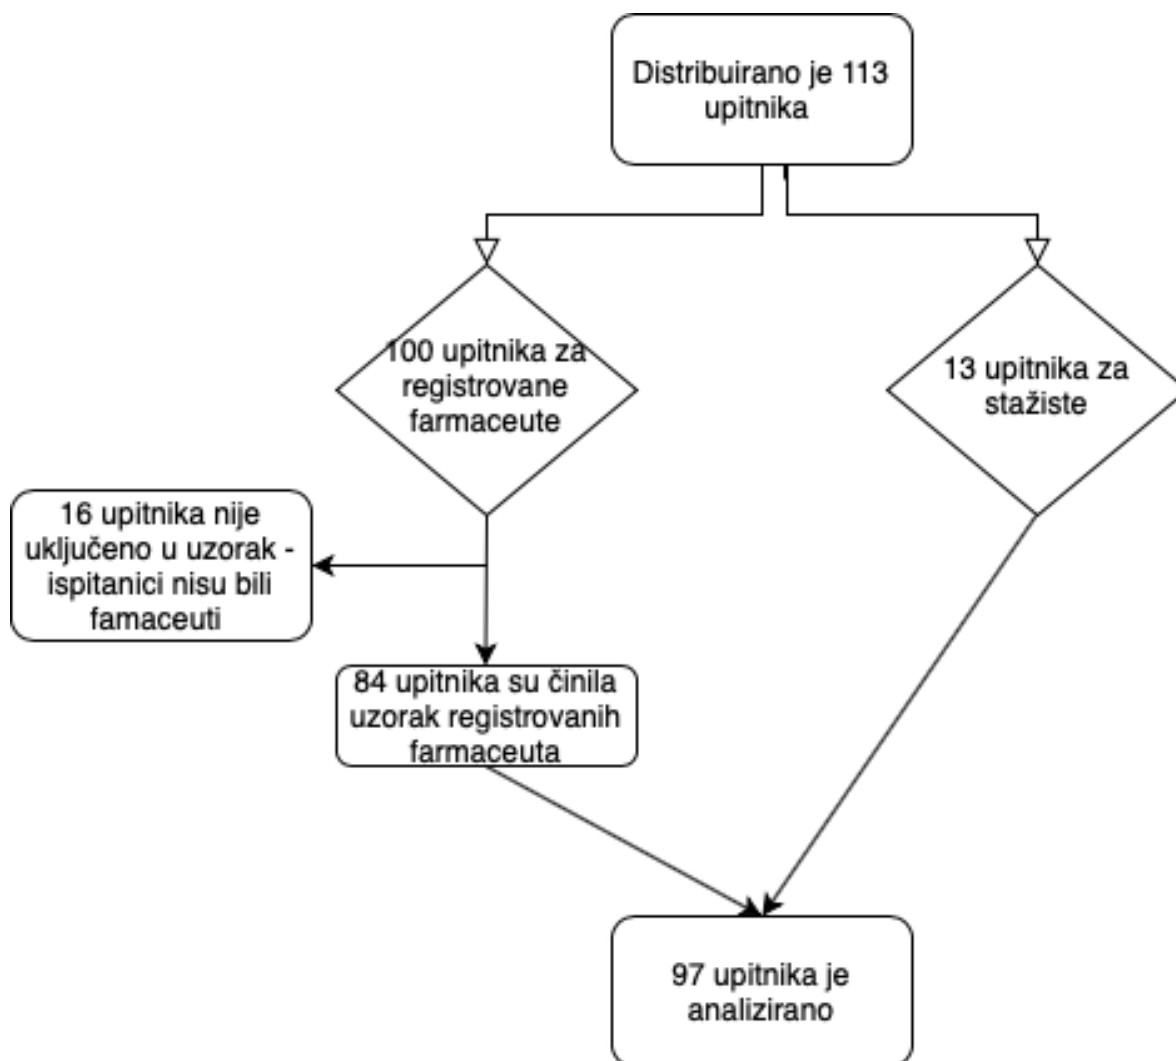 Distribuirano je 113
upitnika
100 upitnika za
registrovane
farmaceute
13 upitnika za
stažiste
16 upitnika nije
uključeno u uzorak -
ispitanici nisu bili
famaceuti
84 upitnika su činila
uzorak registrovanih
farmaceuta
97 upitnika je
analizirano